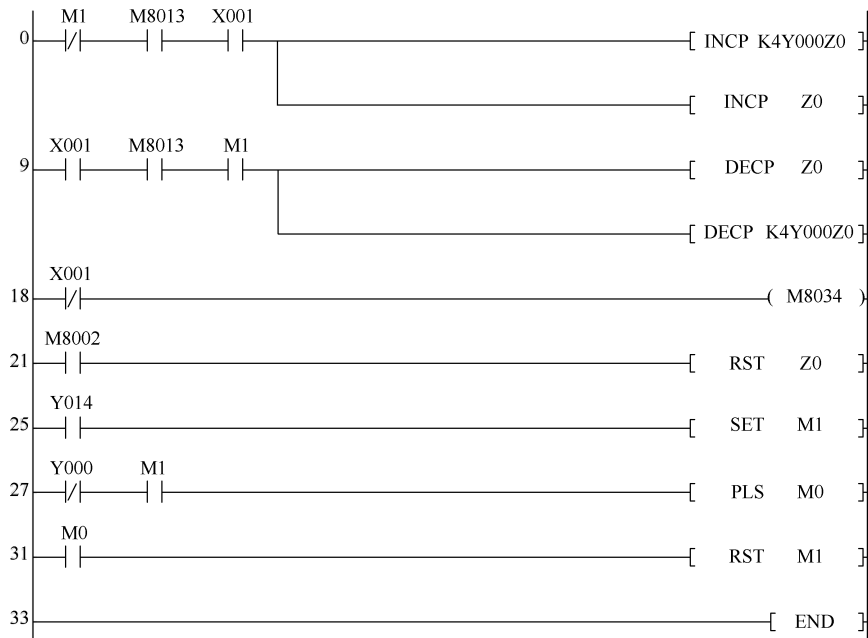 M1 M8013 X001
0 INCP K4Y000Z0
INCP Z0
X001 M8013 M1
9 DECP Z0
DECP K4Y000Z0
X001
18 M8034
M8002
21 RST Z0
Y014
25 SET M1
Y000 M1
27 PLS M0
M0
31 RST M1
33 END